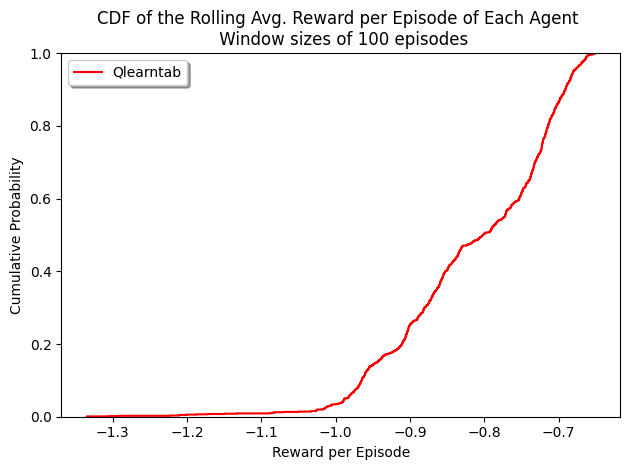 CDF of the Rolling Avg. Reward per Episode of Each Agent
Window sizes of 100 episodes
Qlearntab
Cumulative Probability
1.0
0.8
0.6
0.4
0.2
0.0
−1.3 −1.2 −1.1 −1.0 −0.9 −0.8 −0.7
Reward per Episode